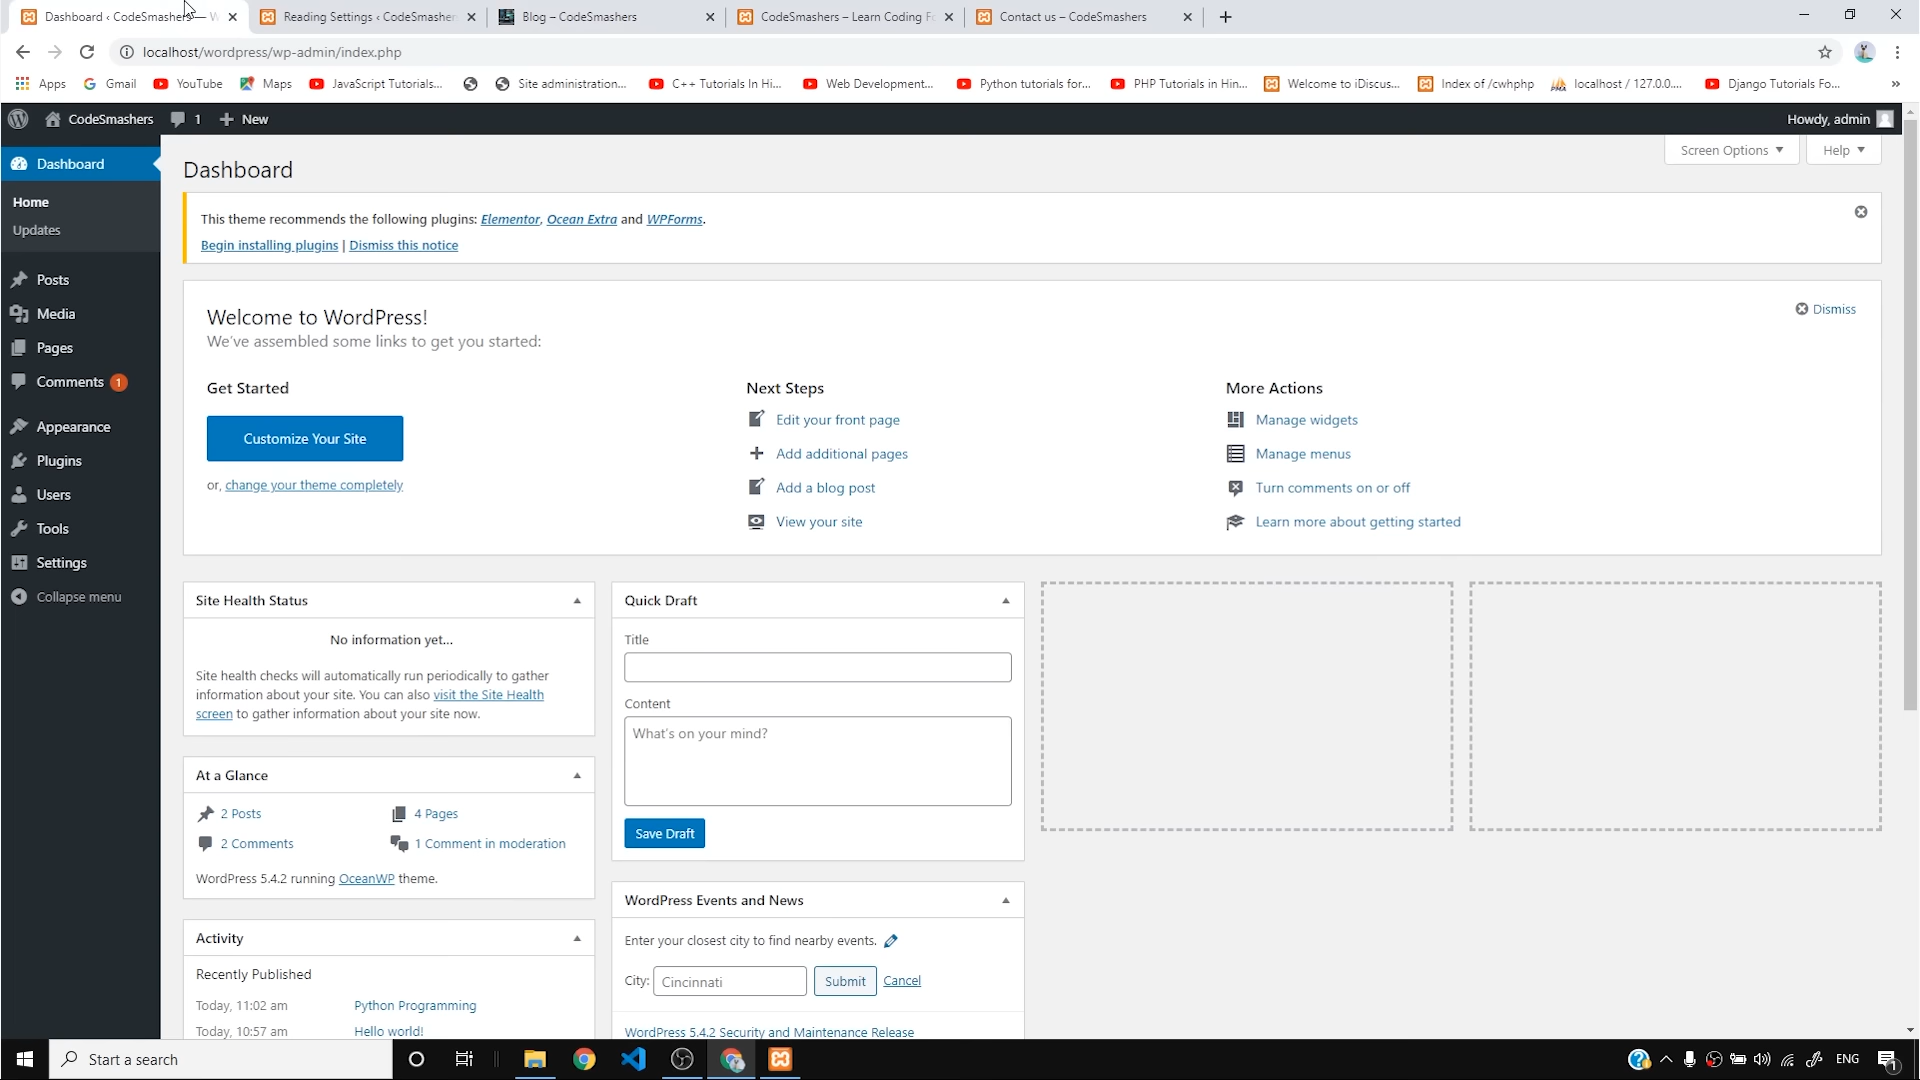 Dashboard ‹ CodeSmashers — W
Reading Settings ‹ CodeSmashers
Blog – CodeSmashers
CodeSmashers – Learn Coding Fo
Contact us – CodeSmashers
localhost/wordpress/wp-admin/index.php
Apps
Gmail
YouTube
Maps
JavaScript Tutorials...
Site administration...
C++ Tutorials In Hi...
Web Development...
Python tutorials for...
PHP Tutorials in Hin...
Welcome to iDiscus...
Index of /cwhphp
localhost / 127.0.0....
Django Tutorials Fo...
»
CodeSmashers
1
New
Howdy, admin
Dashboard
Home
Updates
Posts
Media
Pages
Comments 1
Appearance
Plugins
Users
Tools
Settings
Collapse menu
Screen Options
Help
Dashboard
This theme recommends the following plugins: Elementor, Ocean Extra and WPForms.
Begin installing plugins | Dismiss this notice
Welcome to WordPress!
We've assembled some links to get you started:
Dismiss
Get Started
Customize Your Site
or, change your theme completely
Next Steps
Edit your front page
Add additional pages
Add a blog post
View your site
More Actions
Manage widgets
Manage menus
Turn comments on or off
Learn more about getting started
Site Health Status
No information yet...
Site health checks will automatically run periodically to gather
information about your site. You can also visit the Site Health
screen to gather information about your site now.
At a Glance
2 Posts
4 Pages
2 Comments
1 Comment in moderation
WordPress 5.4.2 running OceanWP theme.
Activity
Recently Published
Today, 11:02 am
Python Programming
Today, 10:57 am
Hello world!
Quick Draft
Title
Content
What's on your mind?
Save Draft
WordPress Events and News
Enter your closest city to find nearby events.
City: Cincinnati Submit Cancel
WordPress 5.4.2 Security and Maintenance Release
Start a search
ENG
1